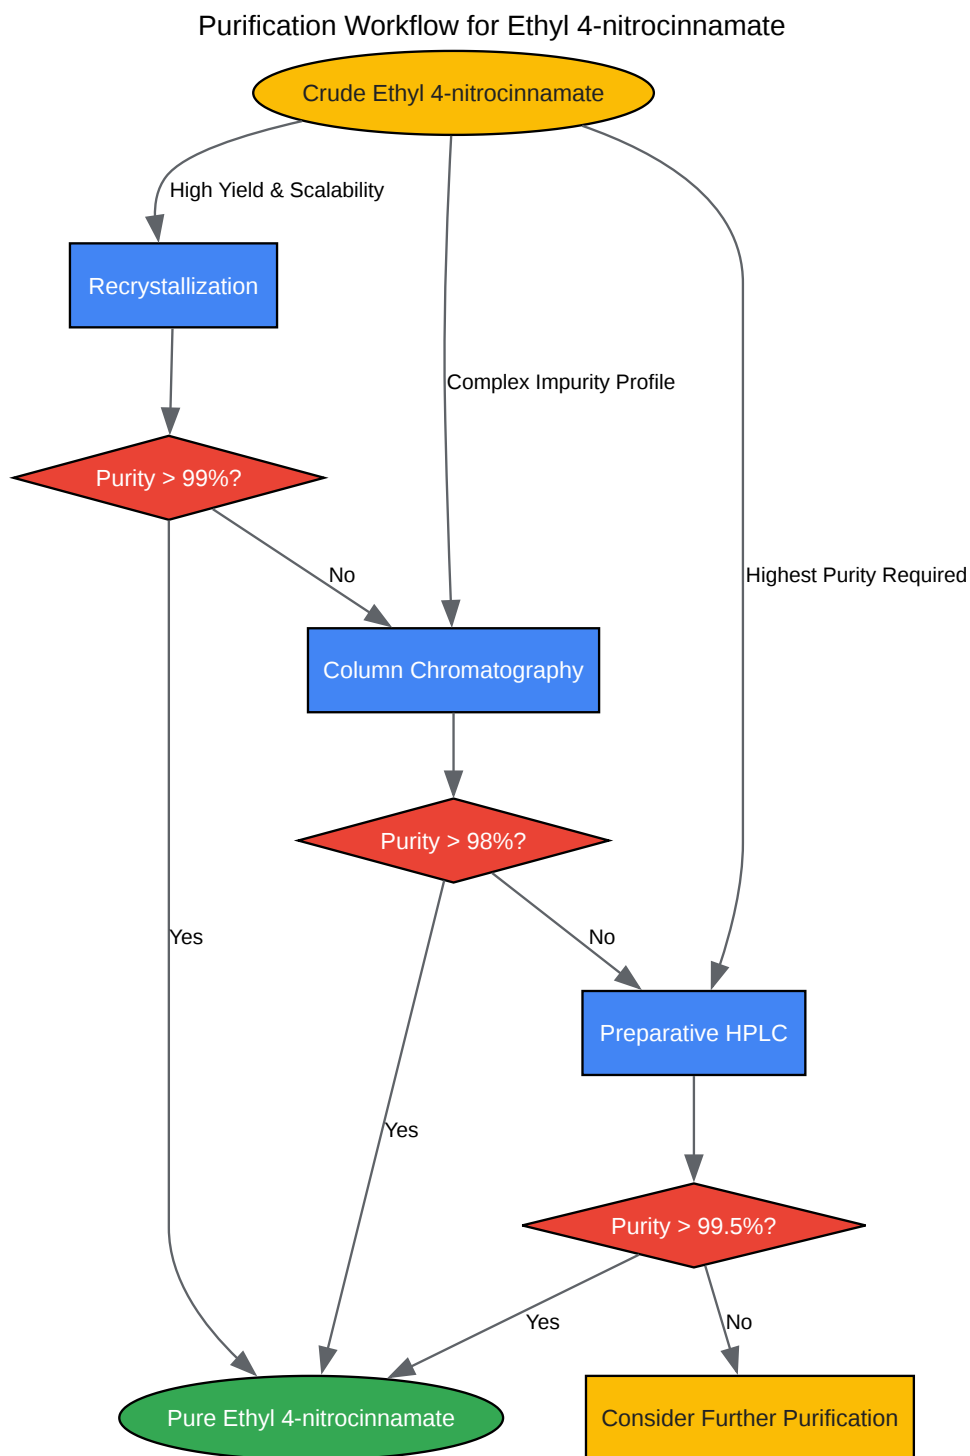 Purification Workflow for Ethyl 4-nitrocinnamate
Crude Ethyl 4-nitrocinnamate
High Yield & Scalability
Recrystallization
Complex Impurity Profile
Purity > 99%?
No
Highest Purity Required
Column Chromatography
Purity > 98%?
Yes
No
Preparative HPLC
Yes
Purity > 99.5%?
Yes
No
Pure Ethyl 4-nitrocinnamate
Consider Further Purification